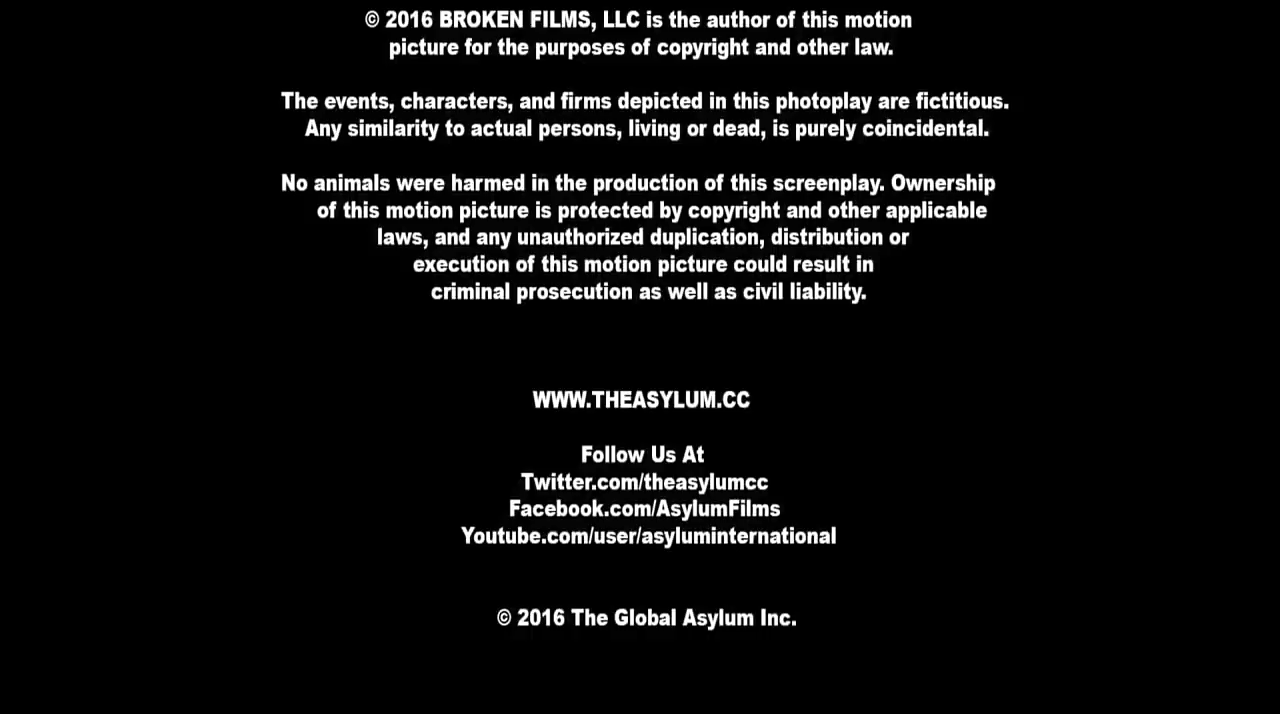 © 2016 BROKEN FILMS, LLC is the author of this motion
picture for the purposes of copyright and other law.
The events, characters, and firms depicted in this photoplay are fictitious.
Any similarity to actual persons, living or dead, is purely coincidental.
No animals were harmed in the production of this screenplay. Ownership
of this motion picture is protected by copyright and other applicable
laws, and any unauthorized duplication, distribution or
execution of this motion picture could result in
criminal prosecution as well as civil liability.
WWW.THEASYLUM.CC
Follow Us At
Twitter.com/theasylumcc
Facebook.com/AsylumFilms
Youtube.com/user/asyluminternational
© 2016 The Global Asylum Inc.